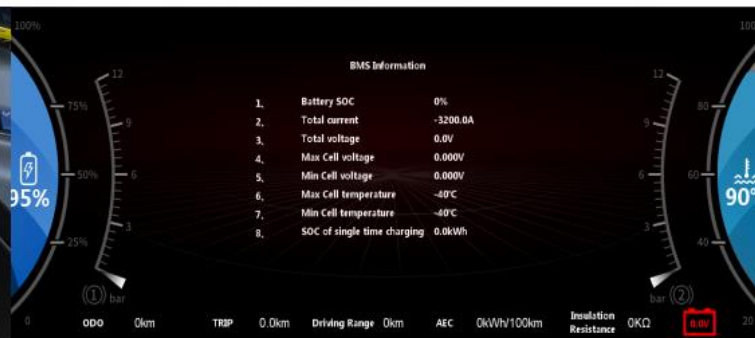 100%
100
BMS Information
12
12
1. Battery SOC 0%
75%
80
2. Total current -3200.0A
9
9
3. Total voltage 0.0V
4. Max Cell voltage 0.000V
50%
6
6
60
5. Min Cell voltage 0.000V
95%
90°
6. Max Cell temperature -40℃
7. Min Cell temperature -40℃
3
3
8. SOC of single time charging 0.0kWh
25%
40
(1) bar
bar (2)
0
ODO 0km TRIP 0.0km Driving Range 0km AEC 0kWh/100km Insulation Resistance 0KΩ 0.0V
20